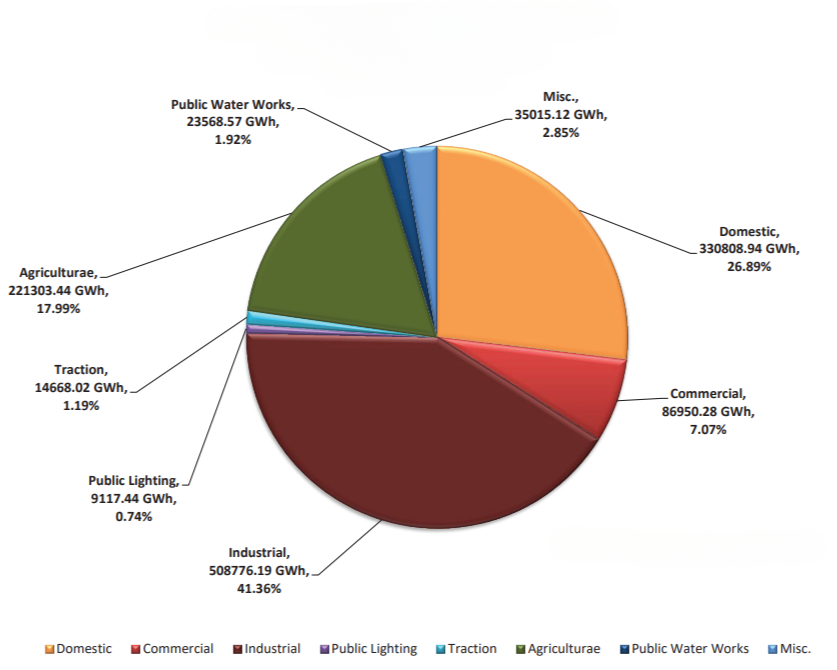 Misc.,
35015.12 GWh,
2.85%
Public Water Works,
23568.57 GWh,
1.92%
Domestic,
330808.94 GWh,
26.89%
Agriculturae,
221303.44 GWh,
17.99%
Traction,
14668.02 GWh,
1.19%
Commercial,
86950.28 GWh,
7.07%
Public Lighting,
9117.44 GWh,
0.74%
Industrial,
508776.19 GWh,
41.36%
Domestic Commercial Industrial Public Lighting Traction Agriculturae Public Water Works Misc.